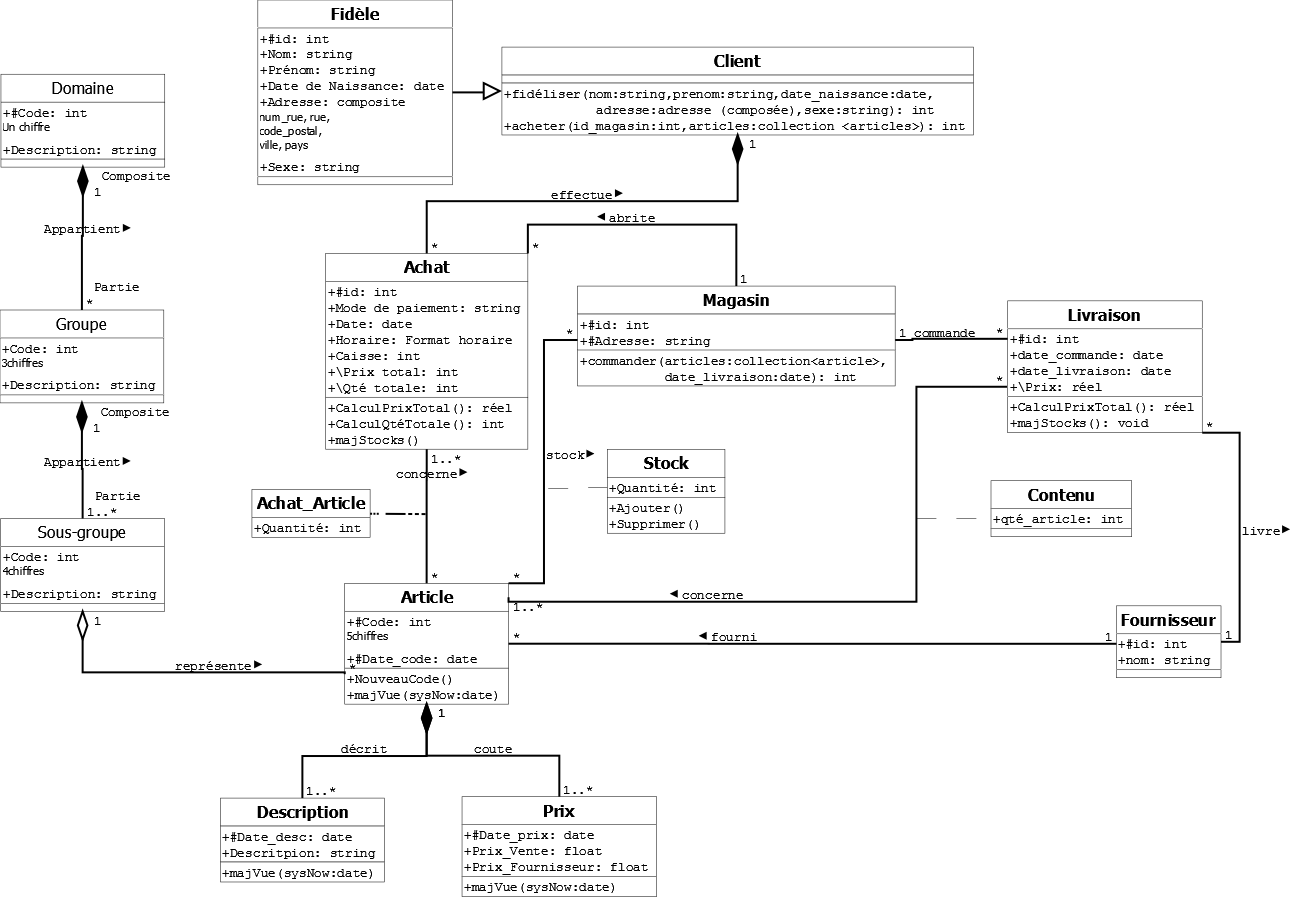 Fidèle
+#id: int
+Nom: string
+Prénom: string
+Date de Naissance: date
+Adresse: composite
num_rue, rue,
code_postal,
ville, pays
+Sexe: string
Client
+fidéliser(nom:string,prenom:string,date_naissance:date,
adresse:adresse (composée),sexe:string): int
+acheter(id_magasin:int,articles:collection <articles>): int
1
Domaine
+#Code: int
Un chiffre
+Description: string
Composite
1
Appartient
Partie
*
Groupe
+Code: int
3chiffres
+Description: string
Composite
1
Appartient
Partie
1..*
Sous-groupe
+Code: int
4chiffres
+Description: string
1
représente
*
effectue
*
abrite
*
1
Achat
+#id: int
+Mode de paiement: string
+Date: date
+Horaire: Format horaire
+Caisse: int
+\Prix total: int
+\Qté totale: int
+CalculPrixTotal(): réel
+CalculQtéTotale(): int
+majStocks()
1..*
concerne
*
Magasin
+#id: int
+#Adresse: string
+commander(articles:collection<article>,
date_livraison:date): int
*
1 commande *
Livraison
+#id: int
+date_commande: date
+date_livraison: date
+\Prix: réel
+CalculPrixTotal(): réel
+majStocks(): void
*
*
stock
Stock
+Quantité: int
+Ajouter()
+Supprimer()
Achat_Article
+Quantité: int
Contenu
+qté_article: int
livre
*
concerne
1..*
Article
+#Code: int
5chiffres
+#Date_code: date
+NouveauCode()
+majVue(sysNow:date)
*
fourni
1
Fournisseur
+#id: int
+nom: string
1
1
décrit
coute
1..*
1..*
Description
+#Date_desc: date
+Descritpion: string
+majVue(sysNow:date)
Prix
+#Date_prix: date
+Prix_Vente: float
+Prix_Fournisseur: float
+majVue(sysNow:date)